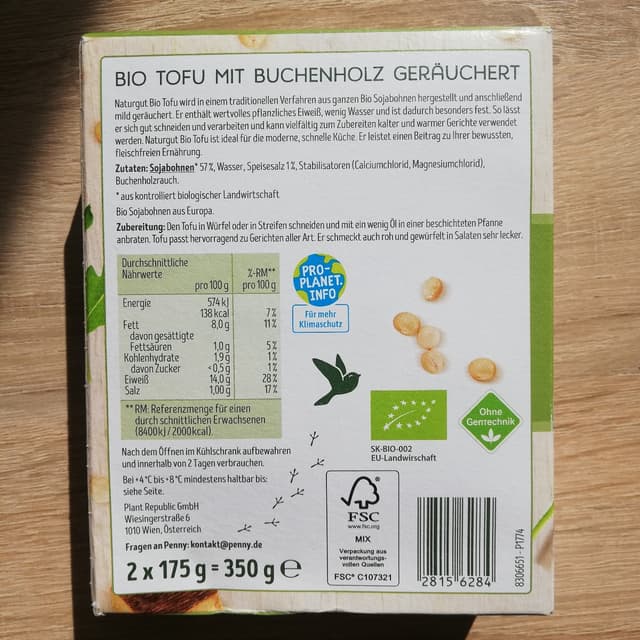 BIO TOFU MIT BUCHENHOLZ GERÄUCHERT
Naturgut Bio Tofu wird in einem traditionellen Verfahren aus ganzen Bio Sojabohnen hergestellt und anschließend
mild geräuchert. Er enthält wertvolles pflanzliches Eiweiß, wenig Wasser und ist dadurch besonders fest. So lässt
er sich gut schneiden und verarbeiten und kann vielfältig zum Zubereiten kalter und warmer Gerichte verwendet
werden. Naturgut Bio Tofu ist ideal für die moderne, schnelle Küche. Er leistet einen Beitrag zu Ihrer bewussten,
fleischfreien Ernährung.
Zutaten: Sojabohnen* 57%, Wasser, Speisesalz 1%, Stabilisatoren (Calciumchlorid, Magnesiumchlorid),
Buchenholzrauch.
* aus kontrolliert biologischer Landwirtschaft
Bio Sojabohnen aus Europa.
Zubereitung: Den Tofu in Würfel oder in Streifen schneiden und mit ein wenig Öl in einer beschichteten Pfanne
anbraten. Tofu passt hervorragend zu Gerichten aller Art. Er schmeckt auch roh und gewürfelt in Salaten sehr lecker.
Durchschnittliche
Nährwerte %-RM**
pro 100 g pro 100 g
Energie 574 kJ
138 kcal 7%
Fett 8,0 g 11%
davon gesättigte
Fettsäuren 1,0 g 5%
Kohlenhydrate 1,9 g 1%
davon Zucker <0,5 g 1%
Eiweiß 14,0 g 28%
Salz 1,00 g 17%
** RM: Referenzmenge für einen
durchschnittlichen Erwachsenen
(8400kJ/2000kcal).
PRO-
PLANET.
INFO
Für mehr
Klimaschutz
SK-BIO-002
EU-Landwirtschaft
Ohne
Gentechnik
Nach dem Öffnen im Kühlschrank aufbewahren
und innerhalb von 2 Tagen verbrauchen.
Bei +4°C bis +8°C mindestens haltbar bis:
siehe Seite.
Plant Republic GmbH
Wiesingerstraße 6
1010 Wien, Österreich
Fragen an Penny: kontakt@penny.de
2 x 175 g = 350 g e
®
FSC
www.fsc.org
MIX
Verpackung aus
verantwortungs-
vollen Quellen
FSC® C107321
2815 6284
8306651 - P1774